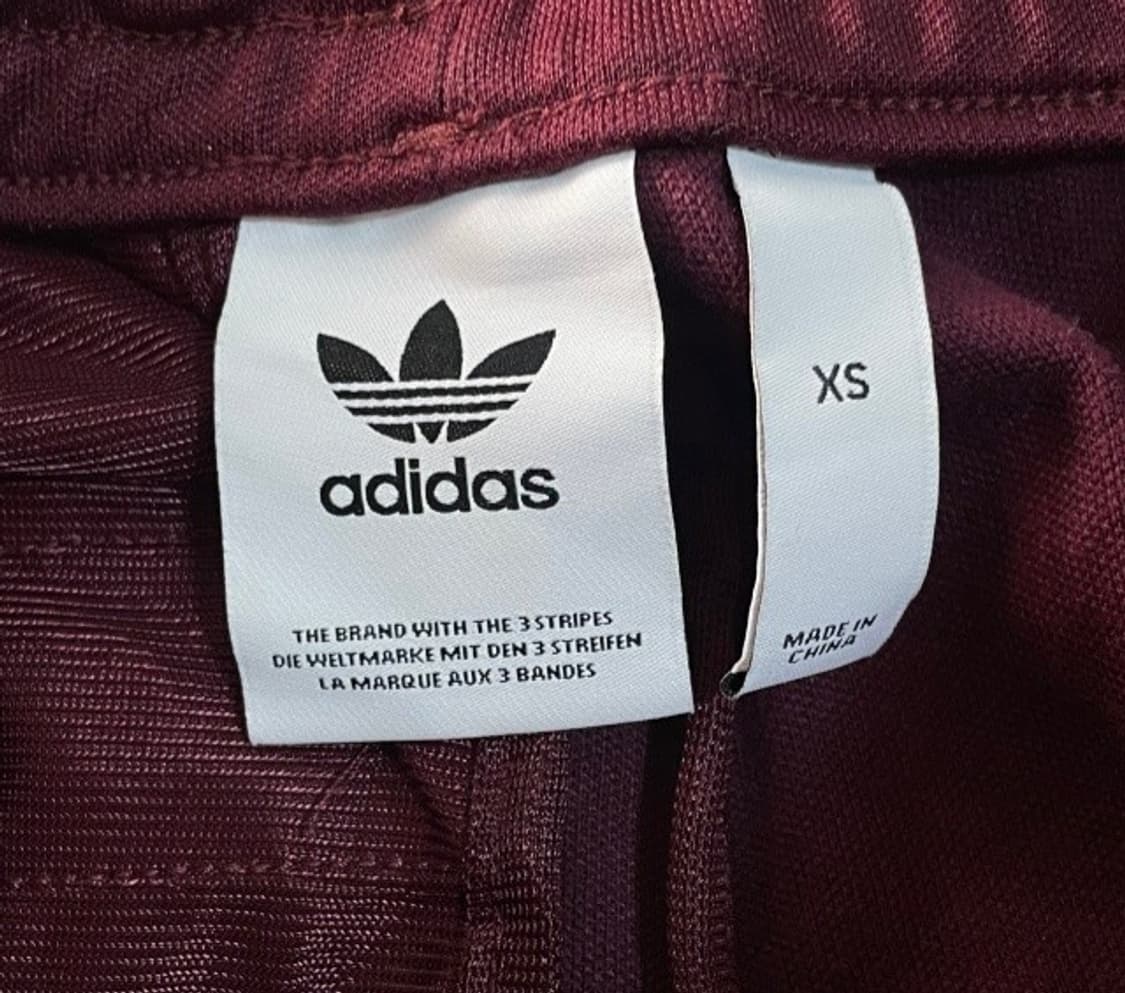 adidas
THE BRAND WITH THE 3 STRIPES
DIE WELTMARKE MIT DEN 3 STREIFEN
LA MARQUE AUX 3 BANDES
XS
MADE IN
CHINA